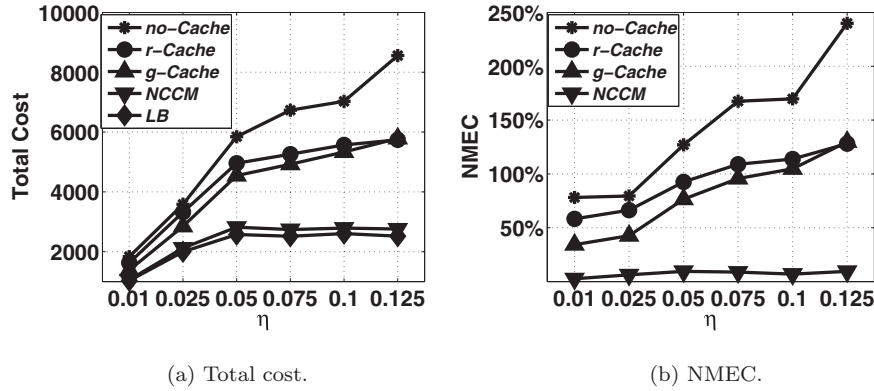 10000
8000
6000
4000
2000
Total Cost
no-Cache
r-Cache
g-Cache
NCCM
LB
0.01 0.025 0.05 0.075 0.1 0.125
η
(a) Total cost.
250%
200%
150%
100%
50%
NMEC
no-Cache
r-Cache
g-Cache
NCCM
0.01 0.025 0.05 0.075 0.1 0.125
η
(b) NMEC.